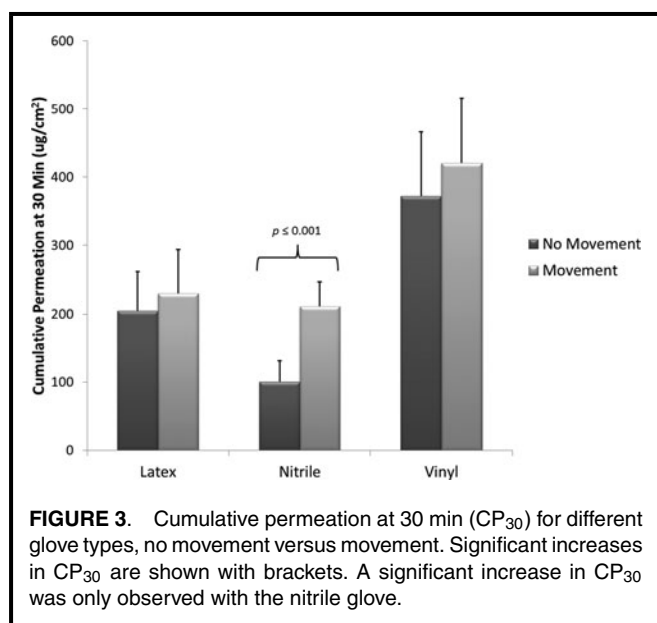 600
500
400
300
200
100
0
Cumulative Permeation at 30 Min (ug/cm²)
p ≤ 0.001
No Movement
Movement
Latex Nitrile Vinyl
FIGURE 3. Cumulative permeation at 30 min (CP₃₀) for different
glove types, no movement versus movement. Significant increases
in CP₃₀ are shown with brackets. A significant increase in CP₃₀
was only observed with the nitrile glove.